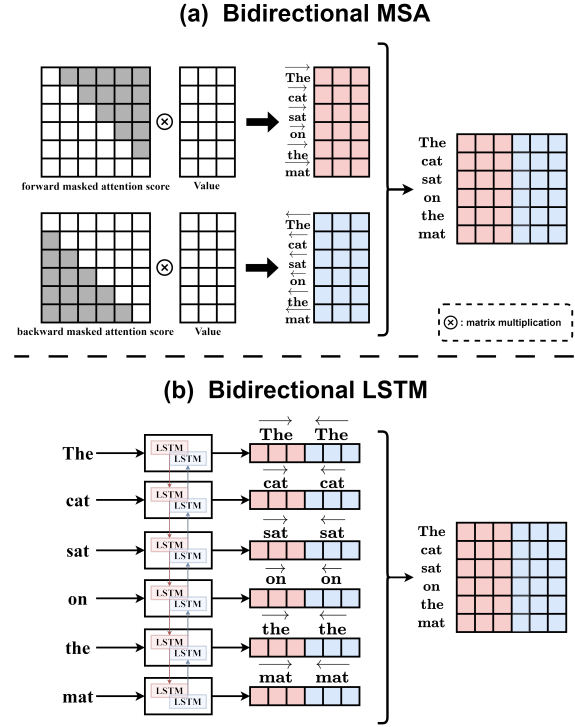 (a) Bidirectional MSA
The
cat
sat
on
the
mat
forward masked attention score
Value
The
cat
sat
on
the
mat
backward masked attention score
Value
The
cat
sat
on
the
mat
⊗ : matrix multiplication
(b) Bidirectional LSTM
The
LSTM
LSTM
The The
cat
LSTM
LSTM
cat cat
sat
LSTM
LSTM
sat sat
on
LSTM
LSTM
on on
the
LSTM
LSTM
the the
mat
LSTM
LSTM
mat mat
The
cat
sat
on
the
mat